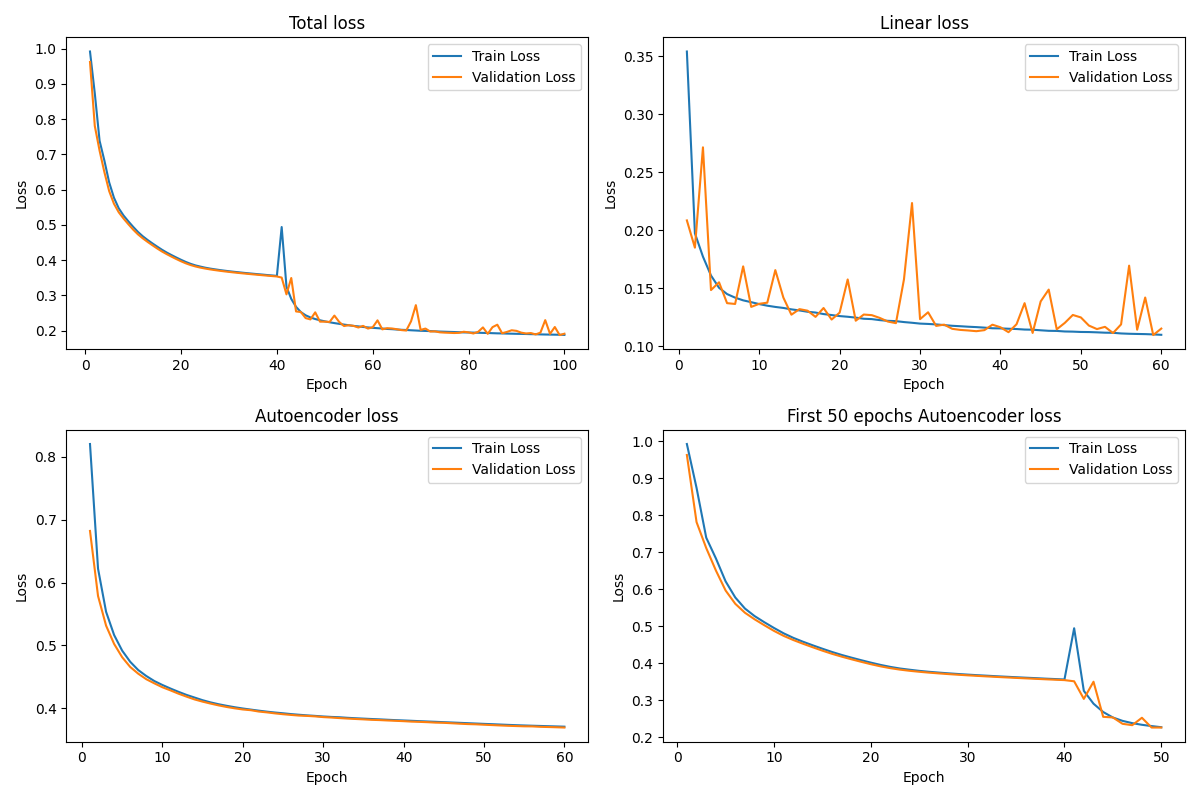 Total loss
Loss
1.0
0.9
0.8
0.7
0.6
0.5
0.4
0.3
0.2
Train Loss
Validation Loss
0 20 40 60 80 100
Epoch
Linear loss
Loss
0.35
0.30
0.25
0.20
0.15
0.10
Train Loss
Validation Loss
0 10 20 30 40 50 60
Epoch
Autoencoder loss
Loss
0.8
0.7
0.6
0.5
0.4
Train Loss
Validation Loss
0 10 20 30 40 50 60
Epoch
First 50 epochs Autoencoder loss
Loss
1.0
0.9
0.8
0.7
0.6
0.5
0.4
0.3
0.2
Train Loss
Validation Loss
0 10 20 30 40 50
Epoch